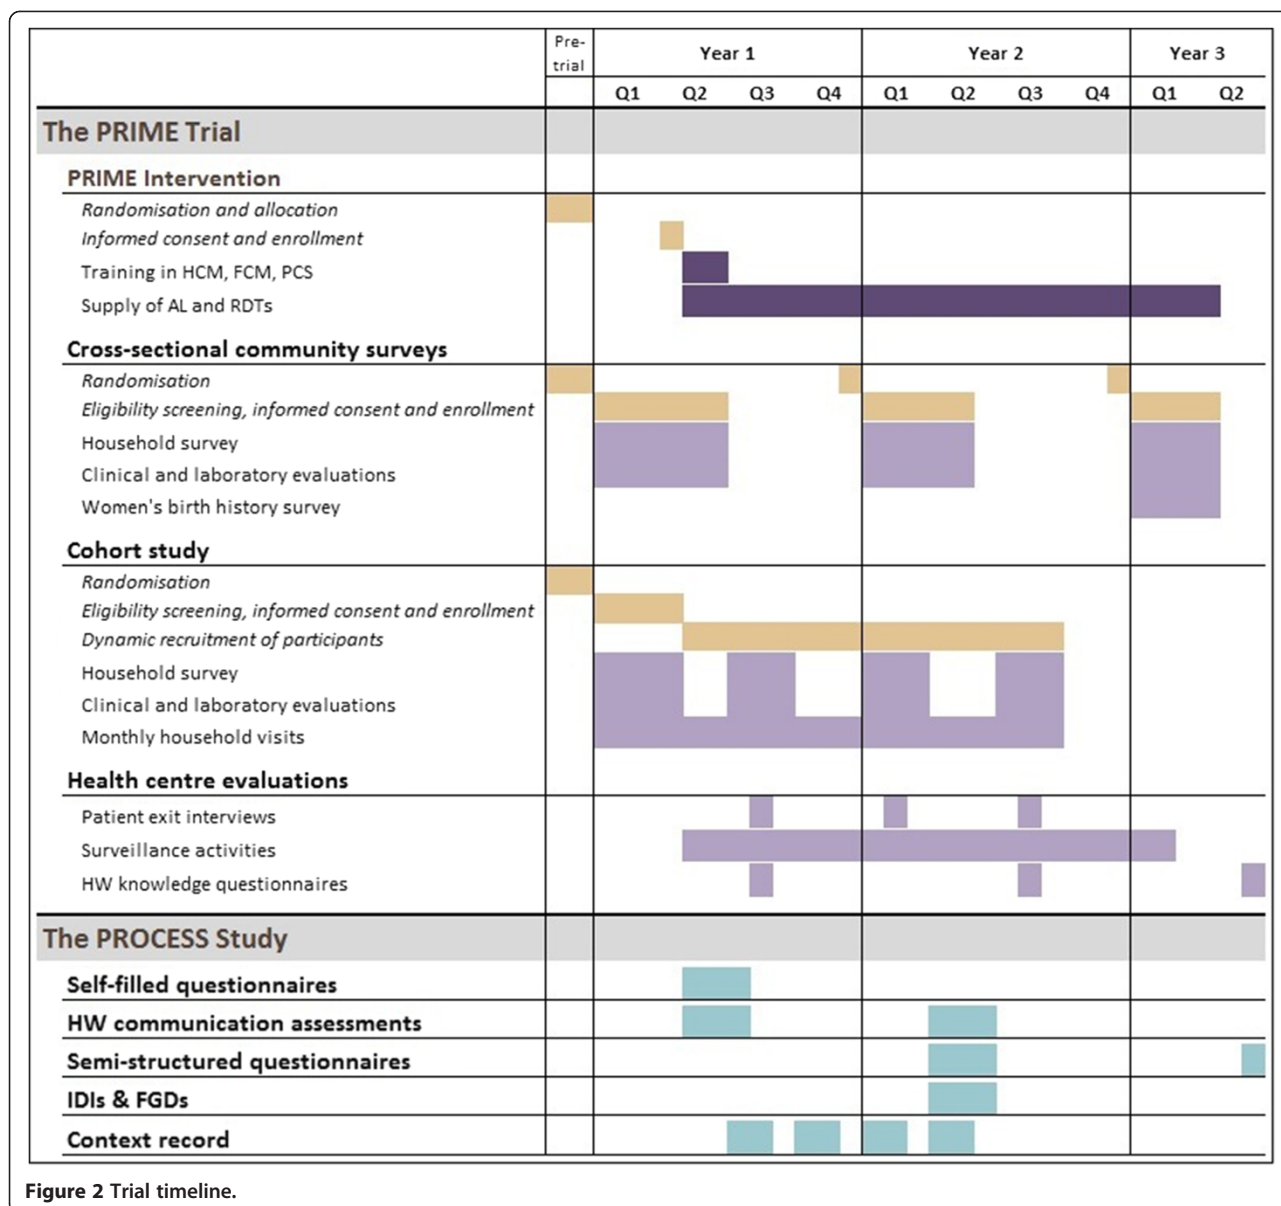 Pre-
trial
Year 1
Year 2
Year 3
Q1 Q2 Q3 Q4 Q1 Q2 Q3 Q4 Q1 Q2
The PRIME Trial
PRIME Intervention
Randomisation and allocation
Informed consent and enrollment
Training in HCM, FCM, PCS
Supply of AL and RDTs
Cross-sectional community surveys
Randomisation
Eligibility screening, informed consent and enrollment
Household survey
Clinical and laboratory evaluations
Women's birth history survey
Cohort study
Randomisation
Eligibility screening, informed consent and enrollment
Dynamic recruitment of participants
Household survey
Clinical and laboratory evaluations
Monthly household visits
Health centre evaluations
Patient exit interviews
Surveillance activities
HW knowledge questionnaires
The PROCESS Study
Self-filled questionnaires
HW communication assessments
Semi-structured questionnaires
IDIs & FGDs
Context record
Figure 2 Trial timeline.